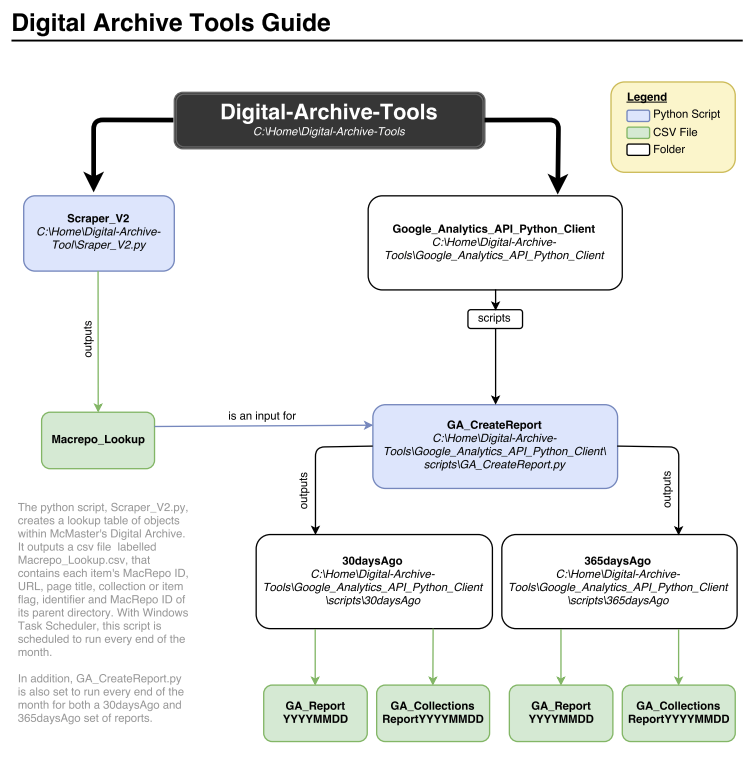 Digital Archive Tools Guide
Digital-Archive-Tools
C:\Home\Digital-Archive-Tools
Legend
Python Script
CSV File
Folder
Scraper_V2
C:\Home\Digital-Archive-
Tool\Sraper_V2.py
Google_Analytics_API_Python_Client
C:\Home\Digital-Archive-
Tools\Google_Analytics_API_Python_Client
scripts
outputs
Macrepo_Lookup
is an input for
GA_CreateReport
C:\Home\Digital-Archive-
Tools\Google_Analytics_API_Python_Client\
scripts\GA_CreateReport.py
outputs
outputs
30daysAgo
C:\Home\Digital-Archive-
Tools\Google_Analytics_API_Python_Client
\scripts\30daysAgo
365daysAgo
C:\Home\Digital-Archive-
Tools\Google_Analytics_API_Python_Client
\scripts\365daysAgo
The python script, Scraper_V2.py,
creates a lookup table of objects
within McMaster's Digital Archive.
It outputs a csv file labelled
Macrepo_Lookup.csv, that
contains each item's MacRepo ID,
URL, page title, collection or item
flag, identifier and MacRepo ID of
its parent directory. With Windows
Task Scheduler, this script is
scheduled to run every end of the
month.
In addition, GA_CreateReport.py
is also set to run every end of the
month for both a 30daysAgo and
365daysAgo set of reports.
GA_Report
YYYYMMDD
GA_Collections
ReportYYYYMMDD
GA_Report
YYYYMMDD
GA_Collections
ReportYYYYMMDD